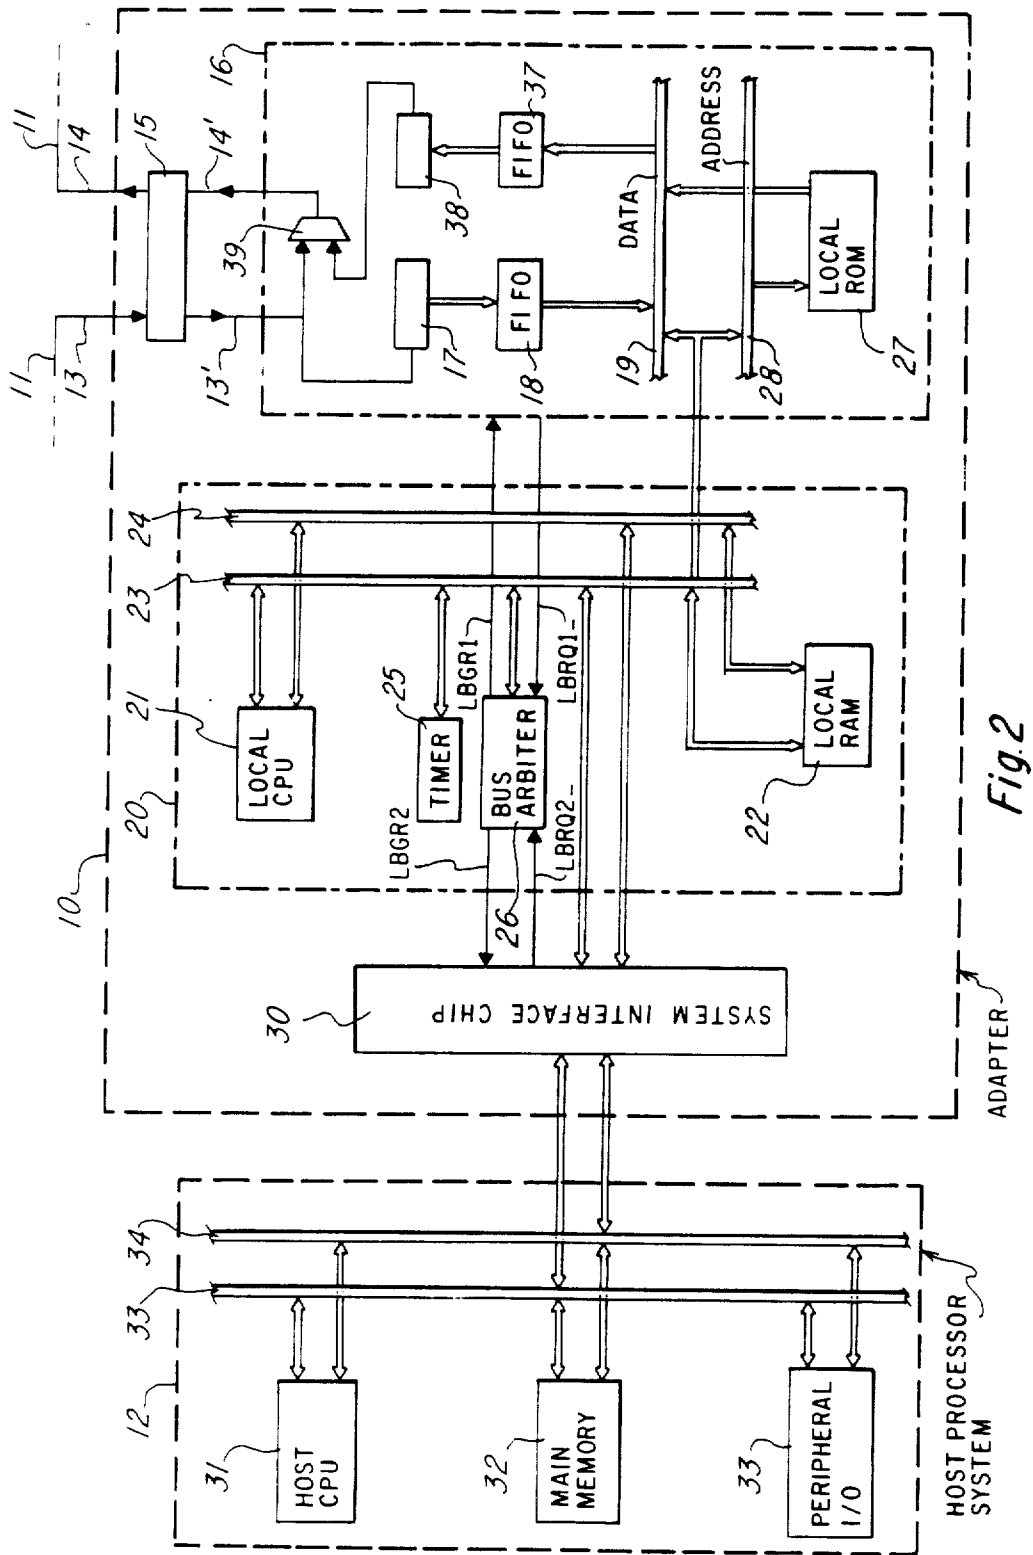 10
11
13
11
14
15
13'
14'
16
39
38
FIFO
37
17
FIFO
18
DATA
ADDRESS
19
28
LOCAL
ROM
27
20
21
LOCAL
CPU
23
24
TIMER
25
LBGR1
LBGR2
BUS
ARBITER
26
LBRQ1_
LBRQ2_
LOCAL
RAM
22
30
SYSTEM INTERFACE CHIP
ADAPTER
12
33
34
31
HOST
CPU
32
MAIN
MEMORY
33
PERIPHERAL
I/O
HOST PROCESSOR
SYSTEM
Fig. 2